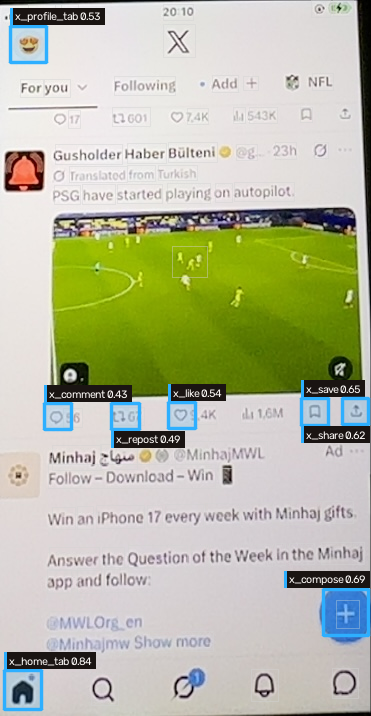 x_profile_tab 0.53
20:10
X
For you
Following
Add +
NFL
17
601
7,4K
543K
Gusholder Haber Bülteni @g... · 23h
Translated from Turkish
PSG have started playing on autopilot.
x_comment 0.43
x_like 0.54
x_save 0.65
1,6M
x_repost 0.49
x_share 0.62
Minhaj منهاج @MinhajMWL
Ad
Follow – Download – Win
Win an iPhone 17 every week with Minhaj gifts.
Answer the Question of the Week in the Minhaj
app and follow:
x_compose 0.69
@MWLOrg_en
@Minhajmw Show more
x_home_tab 0.84
1